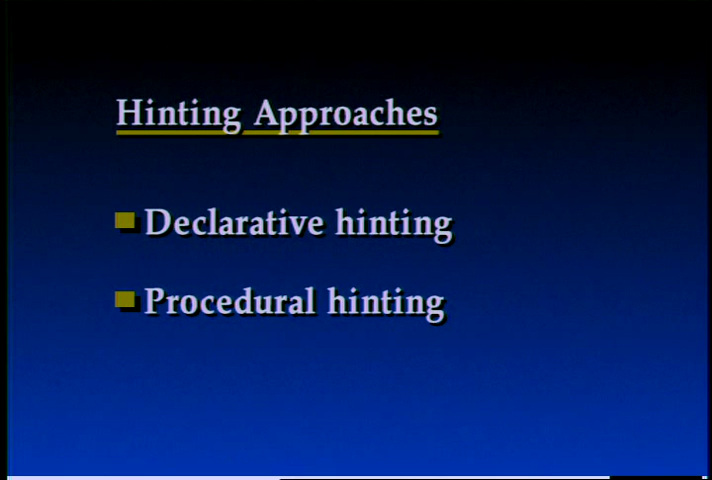 Hinting Approaches
Declarative hinting
Procedural hinting